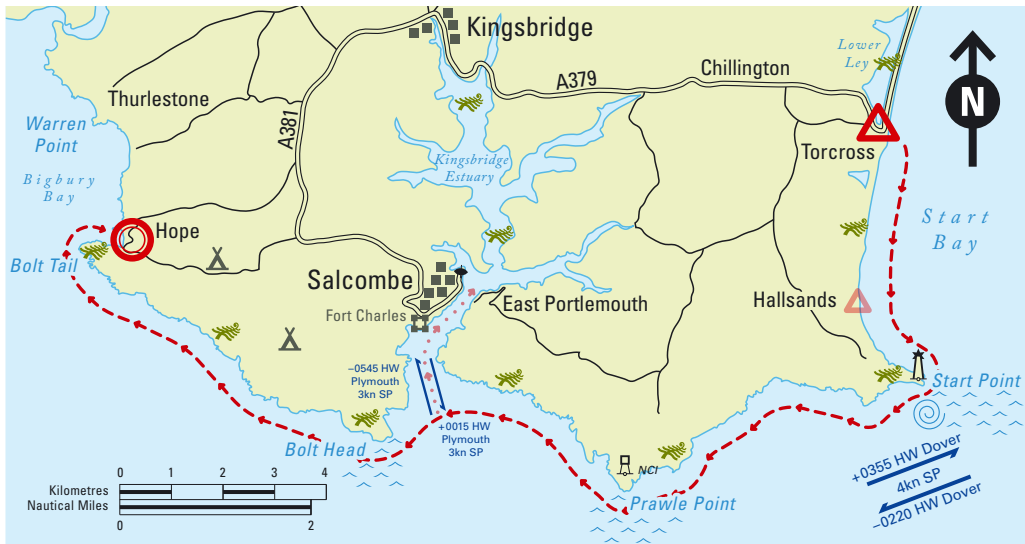 Kingsbridge
Lower
Ley
N
A379
Chillington
Thurlestone
A381
Warren
Point
Torcross
Kingsbridge
Estuary
Bigbury
Bay
Start
Bay
Hope
Bolt Tail
Salcombe
East Portlemouth
Hallsands
Fort Charles
–0545 HW
Plymouth
3kn SP
Start Point
+0015 HW
Plymouth
3kn SP
Bolt Head
+0355 HW Dover
4kn SP
–0220 HW Dover
NCI
Prawle Point
0 1 2 3 4
Kilometres
Nautical Miles
0 2